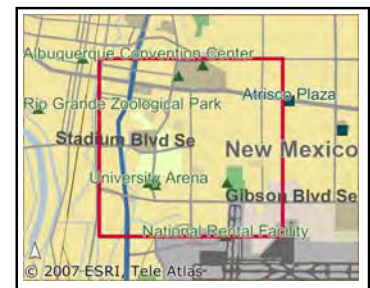 Albuquerque Convention Center
Atrisco Plaza
Rio Grande Zoological Park
Stadium Blvd Se
New Mexico
University Arena
Gibson Blvd Se
National Rental Facility
© 2007 ESRI, Tele Atlas